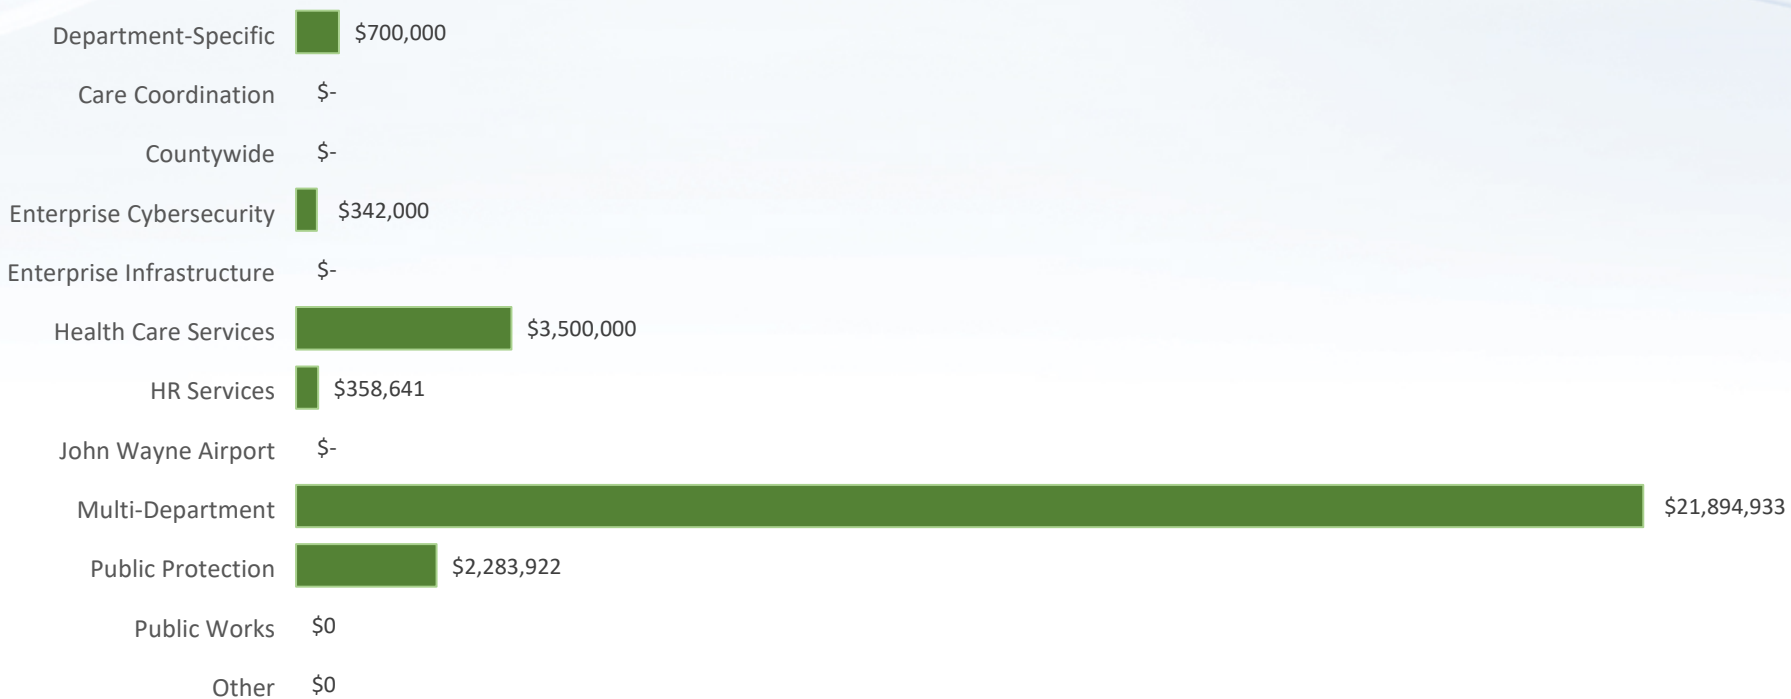 Department-Specific $700,000
Care Coordination $-
Countywide $-
Enterprise Cybersecurity $342,000
Enterprise Infrastructure $-
Health Care Services $3,500,000
HR Services $358,641
John Wayne Airport $-
Multi-Department $21,894,933
Public Protection $2,283,922
Public Works $0
Other $0